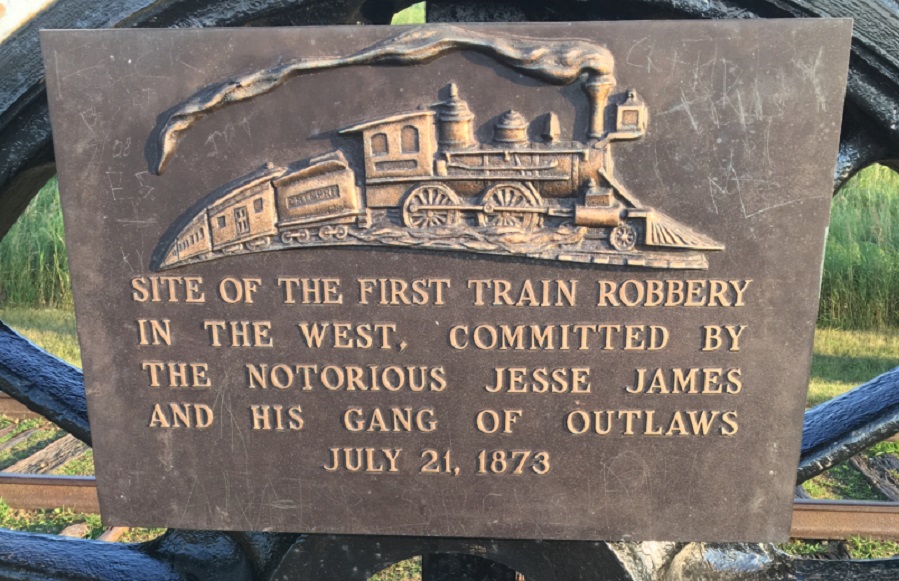 SITE OF THE FIRST TRAIN ROBBERY
IN THE WEST, COMMITTED BY
THE NOTORIOUS JESSE JAMES
AND HIS GANG OF OUTLAWS
JULY 21, 1873